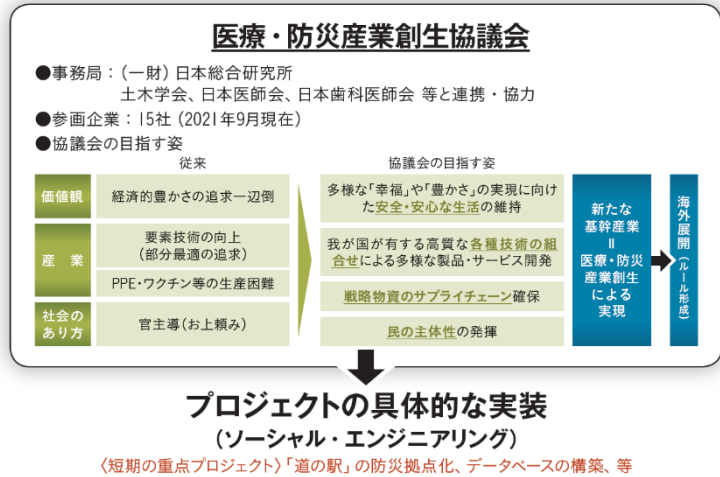 医療・防災産業創生協議会
●事務局：（一財）日本総合研究所
土木学会、日本医師会、日本歯科医師会 等と連携・協力
●参画企業：15社（2021年9月現在）
●協議会の目指す姿
従来
協議会の目指す姿
価値観
経済的豊かさの追求一辺倒
多様な「幸福」や「豊かさ」の実現に向け
た安全・安心な生活の維持
産 業
要素技術の向上
（部分最適の追求）
PPE・ワクチン等の生産困難
我が国が有する高質な各種技術の組
合せによる多様な製品・サービス開発
戦略物資のサプライチェーン確保
社会の
あり方
官主導（お上頼み）
民の主体性の発揮
新たな
基幹産業
＝
医療・防災
産業創生
による
実現
海外展開（ルール形成）
プロジェクトの具体的な実装
（ソーシャル・エンジニアリング）
〈短期の重点プロジェクト〉「道の駅」の防災拠点化、データベースの構築、等